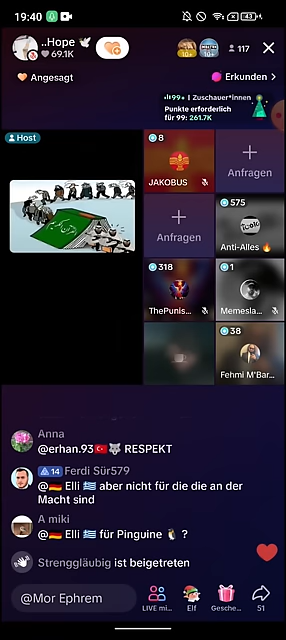 19:40
43
..Hope 🕊
69.1K
10+
10+
117
Angesagt
Erkunden >
99+ | Zuschauer*innen
Punkte erforderlich
für 99: 261.7K
Host
8
JAKOBUS
+
Anfragen
+
Anfragen
575
Anti-Alles 🔥
318
ThePunis...
1
Memesla...
38
Fehmi M'Bar...
Anna
@erhan.93🇹🇷🐺 RESPEKT
14 Ferdi Sür579
@🇩🇪 Elli 🇬🇷 aber nicht für die die an der
Macht sind
A miki
@🇩🇪 Elli 🇬🇷 für Pinguine 🐧 ?
Strenggläubig ist beigetreten
@Mor Ephrem
LIVE mi...
Elf
Gesche...
51